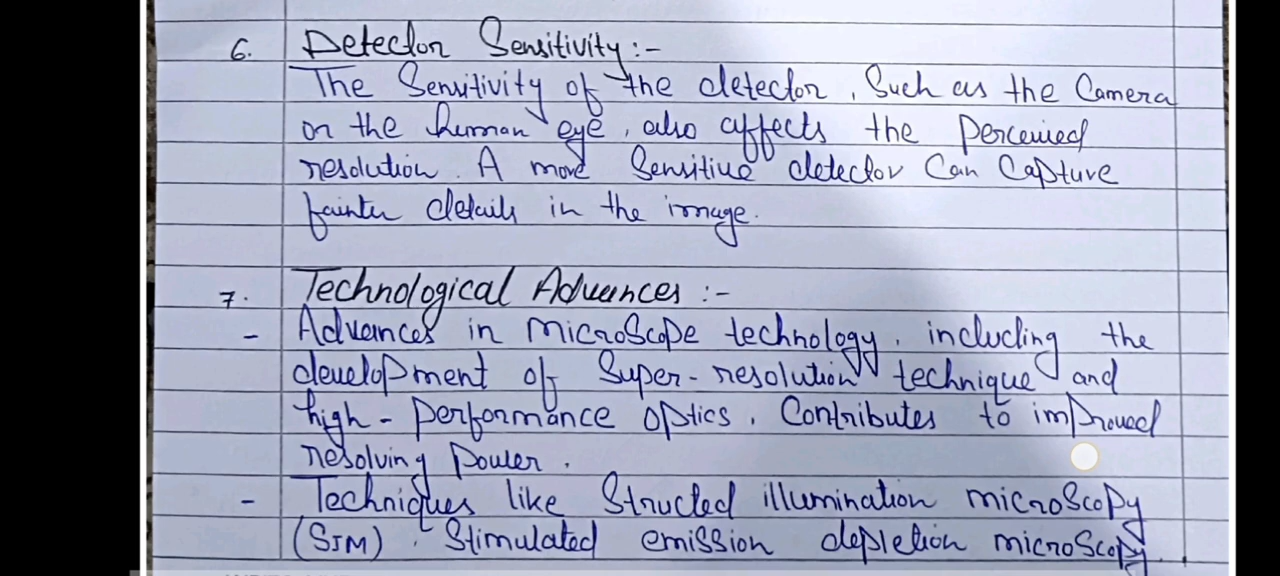 6. Detector Sensitivity :-
The Sensitivity of the detector, Such as the Camera
or the human eye, also affects the perceived
resolution. A more Sensitive detector Can Capture
fainter details in the image.
7. Technological Advances :-
- Advances in microscope technology, including the
development of Super-resolution technique and
high-performance optics, Contributes to improved
resolving power.
- Techniques like Structed illumination microscopy
(SIM), Stimulated emission depletion microscopy